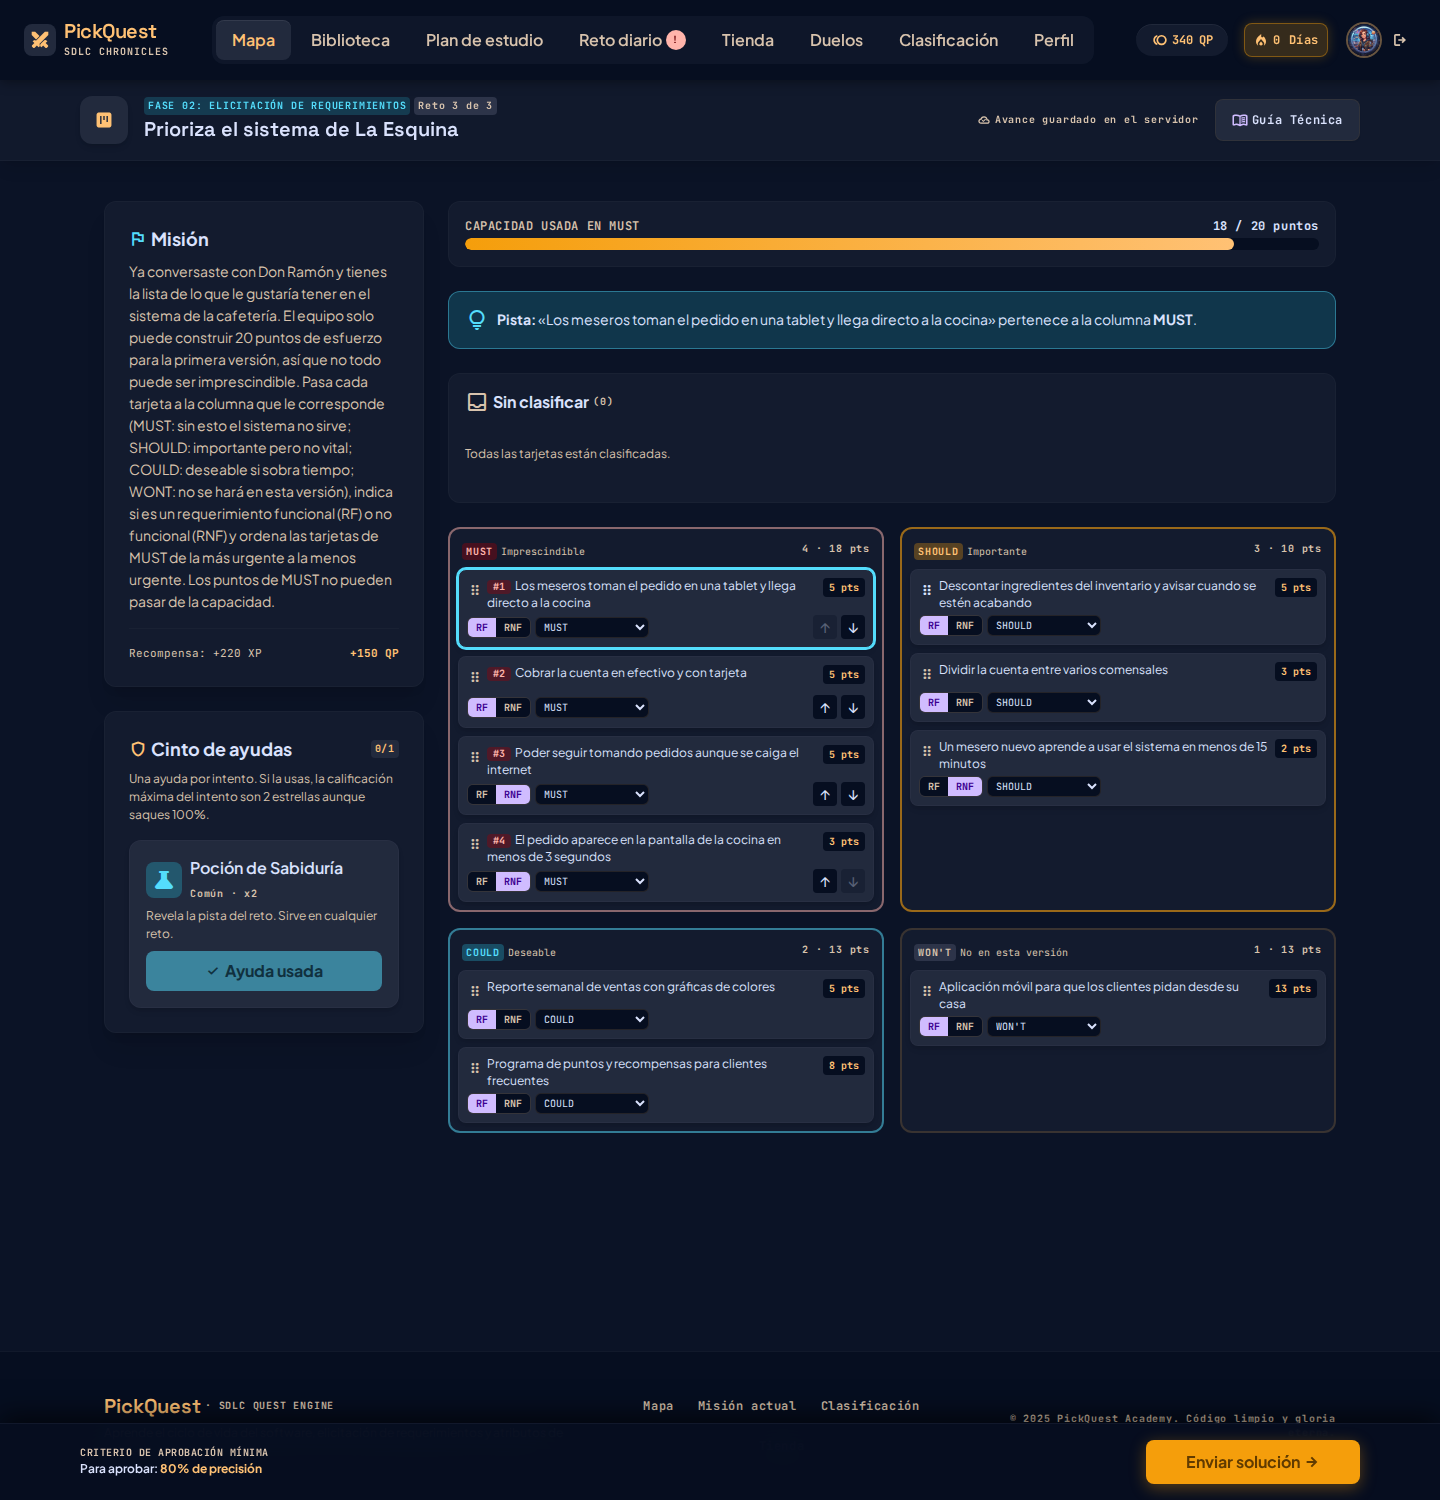 PickQuest
SDLC CHRONICLES
Mapa
Biblioteca
Plan de estudio
Reto diario !
Tienda
Duelos
Clasificación
Perfil
340 QP
0 Días
FASE 02: ELICITACIÓN DE REQUERIMIENTOS Reto 3 de 3
Prioriza el sistema de La Esquina
Avance guardado en el servidor
Guía Técnica
Misión
Ya conversaste con Don Ramón y tienes
la lista de lo que le gustaría tener en el
sistema de la cafetería. El equipo solo
puede construir 20 puntos de esfuerzo
para la primera versión, así que no todo
puede ser imprescindible. Pasa cada
tarjeta a la columna que le corresponde
(MUST: sin esto el sistema no sirve;
SHOULD: importante pero no vital;
COULD: deseable si sobra tiempo;
WONT: no se hará en esta versión), indica
si es un requerimiento funcional (RF) o no
funcional (RNF) y ordena las tarjetas de
MUST de la más urgente a la menos
urgente. Los puntos de MUST no pueden
pasar de la capacidad.
Recompensa: +220 XP
+150 QP
Cinto de ayudas
0/1
Una ayuda por intento. Si la usas, la calificación
máxima del intento son 2 estrellas aunque
saques 100%.
Poción de Sabiduría
Común · x2
Revela la pista del reto. Sirve en cualquier
reto.
Ayuda usada
CAPACIDAD USADA EN MUST
18 / 20 puntos
Pista: «Los meseros toman el pedido en una tablet y llega directo a la cocina» pertenece a la columna MUST.
Sin clasificar (0)
Todas las tarjetas están clasificadas.
MUST Imprescindible
4 · 18 pts
#1 Los meseros toman el pedido en una tablet y llega
directo a la cocina
5 pts
RF RNF MUST
#2 Cobrar la cuenta en efectivo y con tarjeta
5 pts
RF RNF MUST
#3 Poder seguir tomando pedidos aunque se caiga el
internet
5 pts
RF RNF MUST
#4 El pedido aparece en la pantalla de la cocina en
menos de 3 segundos
3 pts
RF RNF MUST
SHOULD Importante
3 · 10 pts
Descontar ingredientes del inventario y avisar cuando se
estén acabando
5 pts
RF RNF SHOULD
Dividir la cuenta entre varios comensales
3 pts
RF RNF SHOULD
Un mesero nuevo aprende a usar el sistema en menos de 15
minutos
2 pts
RF RNF SHOULD
COULD Deseable
2 · 13 pts
Reporte semanal de ventas con gráficas de colores
5 pts
RF RNF COULD
Programa de puntos y recompensas para clientes
frecuentes
8 pts
RF RNF COULD
WON'T No en esta versión
1 · 13 pts
Aplicación móvil para que los clientes pidan desde su
casa
13 pts
RF RNF WON'T
PickQuest · SDLC QUEST ENGINE
Mapa
Misión actual
Clasificación
© 2025 PickQuest Academy. Código limpio y gloria
CRITERIO DE APROBACIÓN MÍNIMA
Para aprobar: 80% de precisión
Enviar solución